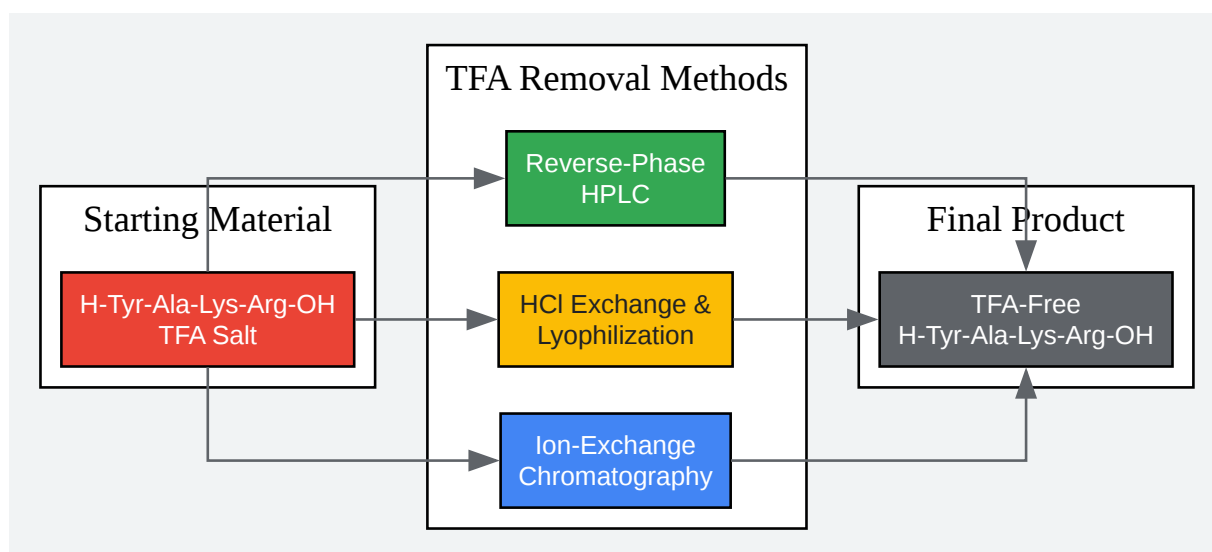 TFA Removal Methods
Starting Material
H-Tyr-Ala-Lys-Arg-OH
TFA Salt
Reverse-Phase
HPLC
HCl Exchange &
Lyophilization
Ion-Exchange
Chromatography
Final Product
TFA-Free
H-Tyr-Ala-Lys-Arg-OH